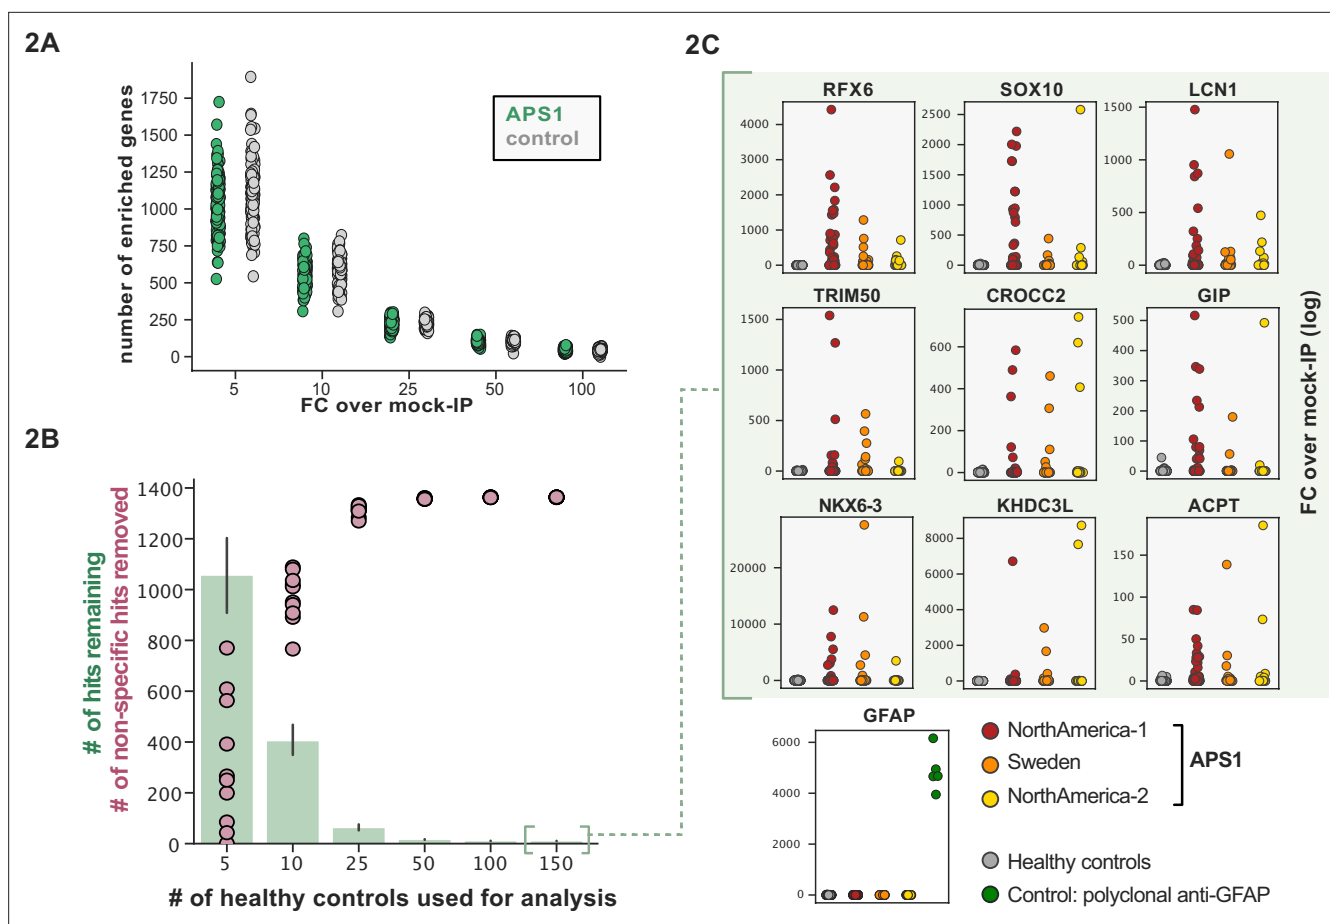 2A
number of enriched genes
1750
1500
1250
1000
750
500
250
0
5
10
25
50
100
FC over mock-IP
APS1
control
2B
# of hits remaining
# of non-specific hits removed
1400
1200
1000
800
600
400
200
0
5
10
25
50
100
150
# of healthy controls used for analysis
2C
RFX6
4000
3000
2000
1000
0
SOX10
2500
2000
1500
1000
500
0
LCN1
1500
1000
500
0
TRIM50
1500
1000
500
0
CROCC2
600
400
200
0
GIP
500
400
300
200
100
0
NKX6-3
20000
10000
0
KHDC3L
8000
6000
4000
2000
0
ACPT
150
100
50
0
FC over mock-IP (log)
GFAP
6000
4000
2000
0
NorthAmerica-1
Sweden
NorthAmerica-2
APS1
Healthy controls
Control: polyclonal anti-GFAP